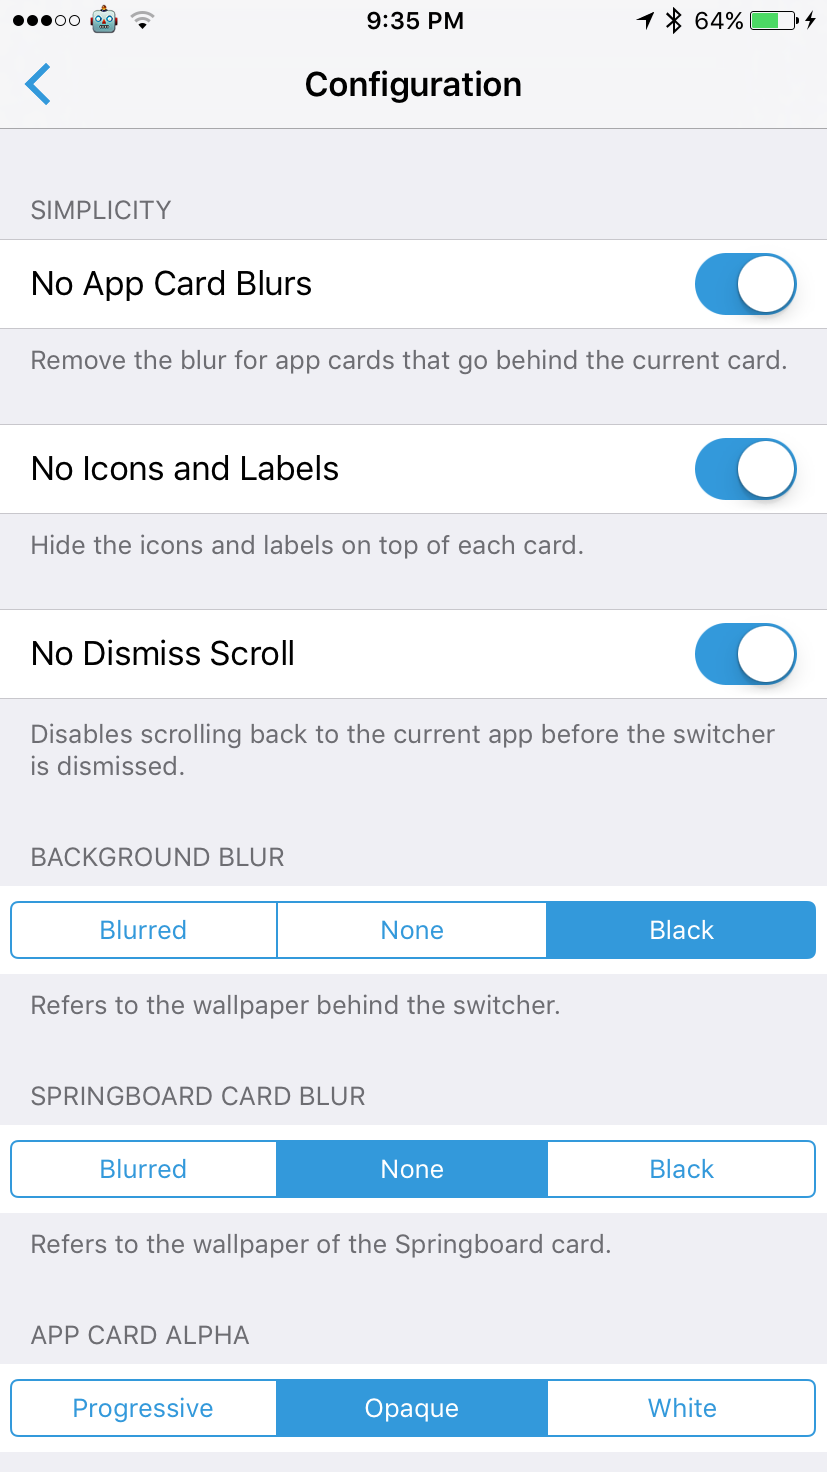 9:35 PM
64%
Configuration
SIMPLICITY
No App Card Blurs
Remove the blur for app cards that go behind the current card.
No Icons and Labels
Hide the icons and labels on top of each card.
No Dismiss Scroll
Disables scrolling back to the current app before the switcher
is dismissed.
BACKGROUND BLUR
Blurred
None
Black
Refers to the wallpaper behind the switcher.
SPRINGBOARD CARD BLUR
Blurred
None
Black
Refers to the wallpaper of the Springboard card.
APP CARD ALPHA
Progressive
Opaque
White